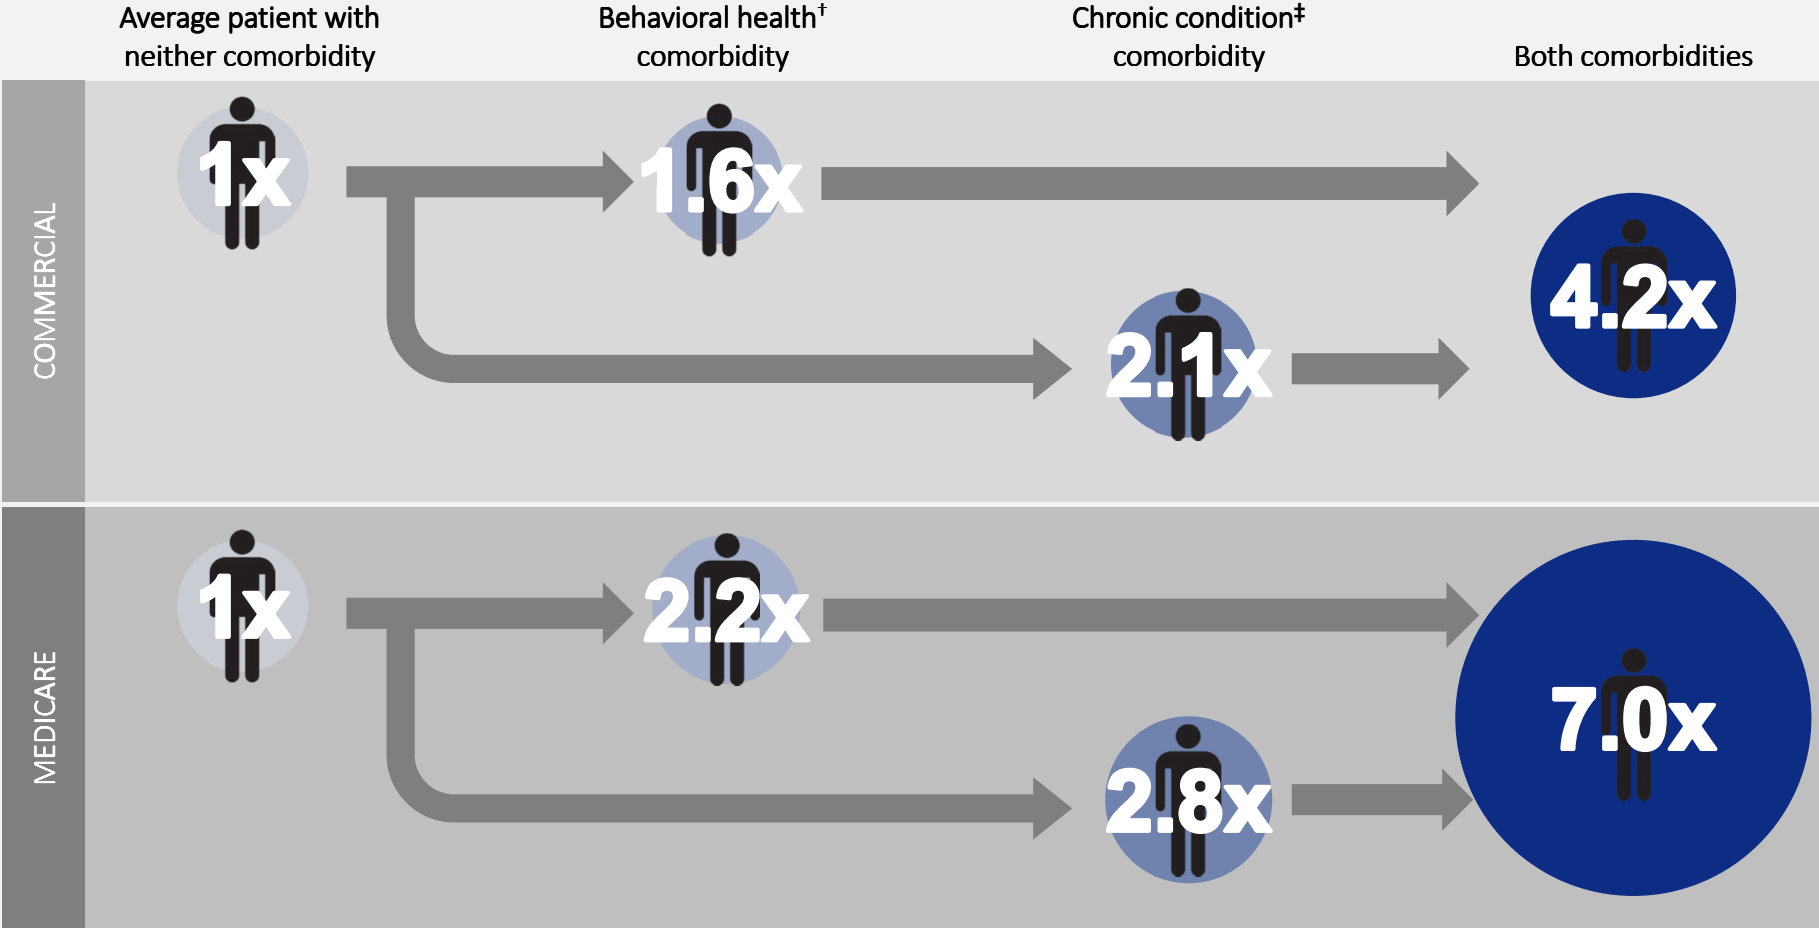 Average patient with
neither comorbidity
Behavioral health†
comorbidity
Chronic condition‡
comorbidity
Both comorbidities
COMMERCIAL
1x
1.6x
2.1x
4.2x
MEDICARE
1x
2.2x
2.8x
7.0x